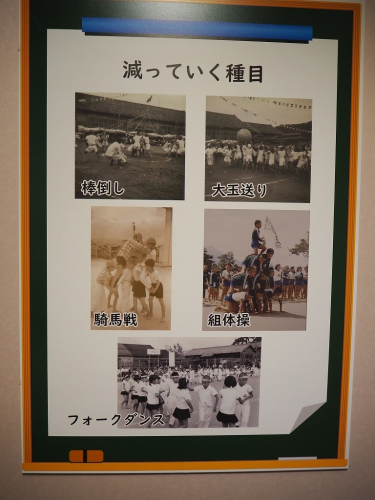 減っていく種目
棒倒し
大玉送り
騎馬戦
組体操
フォークダンス